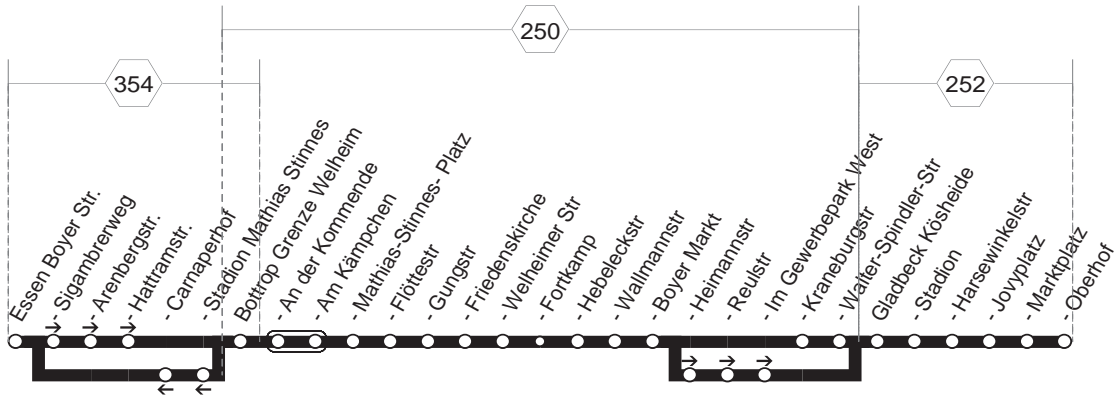 250
354
252
Essen Boyer Str.
- Sigambrerweg
- Arenbergstr.
- Hattramstr.
- Carnaperhof
- Stadion Mathias Stinnes
Bottrop Grenze Welheim
- An der Kommende
- Am Kämpchen
- Mathias-Stinnes- Platz
- Flöttestr
- Gungstr
- Friedenskirche
- Welheimer Str
- Fortkamp
- Hebeleckstr
- Wallmannstr
- Boyer Markt
- Heimannstr
- Reulstr
- Im Gewerbepark West
- Kraneburgstr
- Walter-Spindler-Str
Gladbeck Kösheide
- Stadion
- Harsewinkelstr
- Jovyplatz
- Marktplatz
- Oberhof